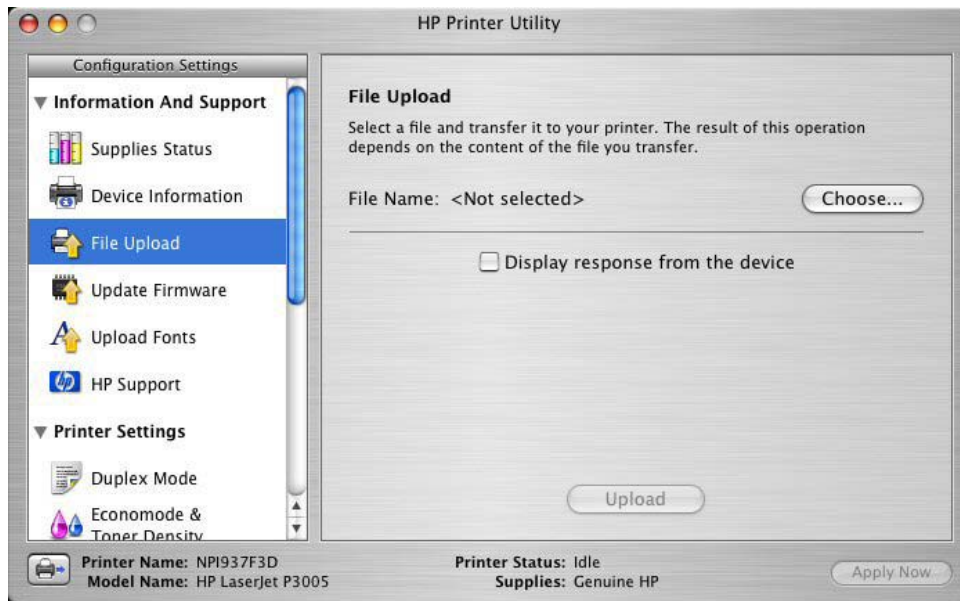 HP Printer Utility
Configuration Settings
Information And Support
Supplies Status
Device Information
File Upload
Update Firmware
Upload Fonts
HP Support
Printer Settings
Duplex Mode
Economode &
Toner Density
File Upload
Select a file and transfer it to your printer. The result of this operation
depends on the content of the file you transfer.
File Name: <Not selected>
Choose...
Display response from the device
Upload
Printer Name: NPI937F3D
Model Name: HP LaserJet P3005
Printer Status: Idle
Supplies: Genuine HP
Apply Now